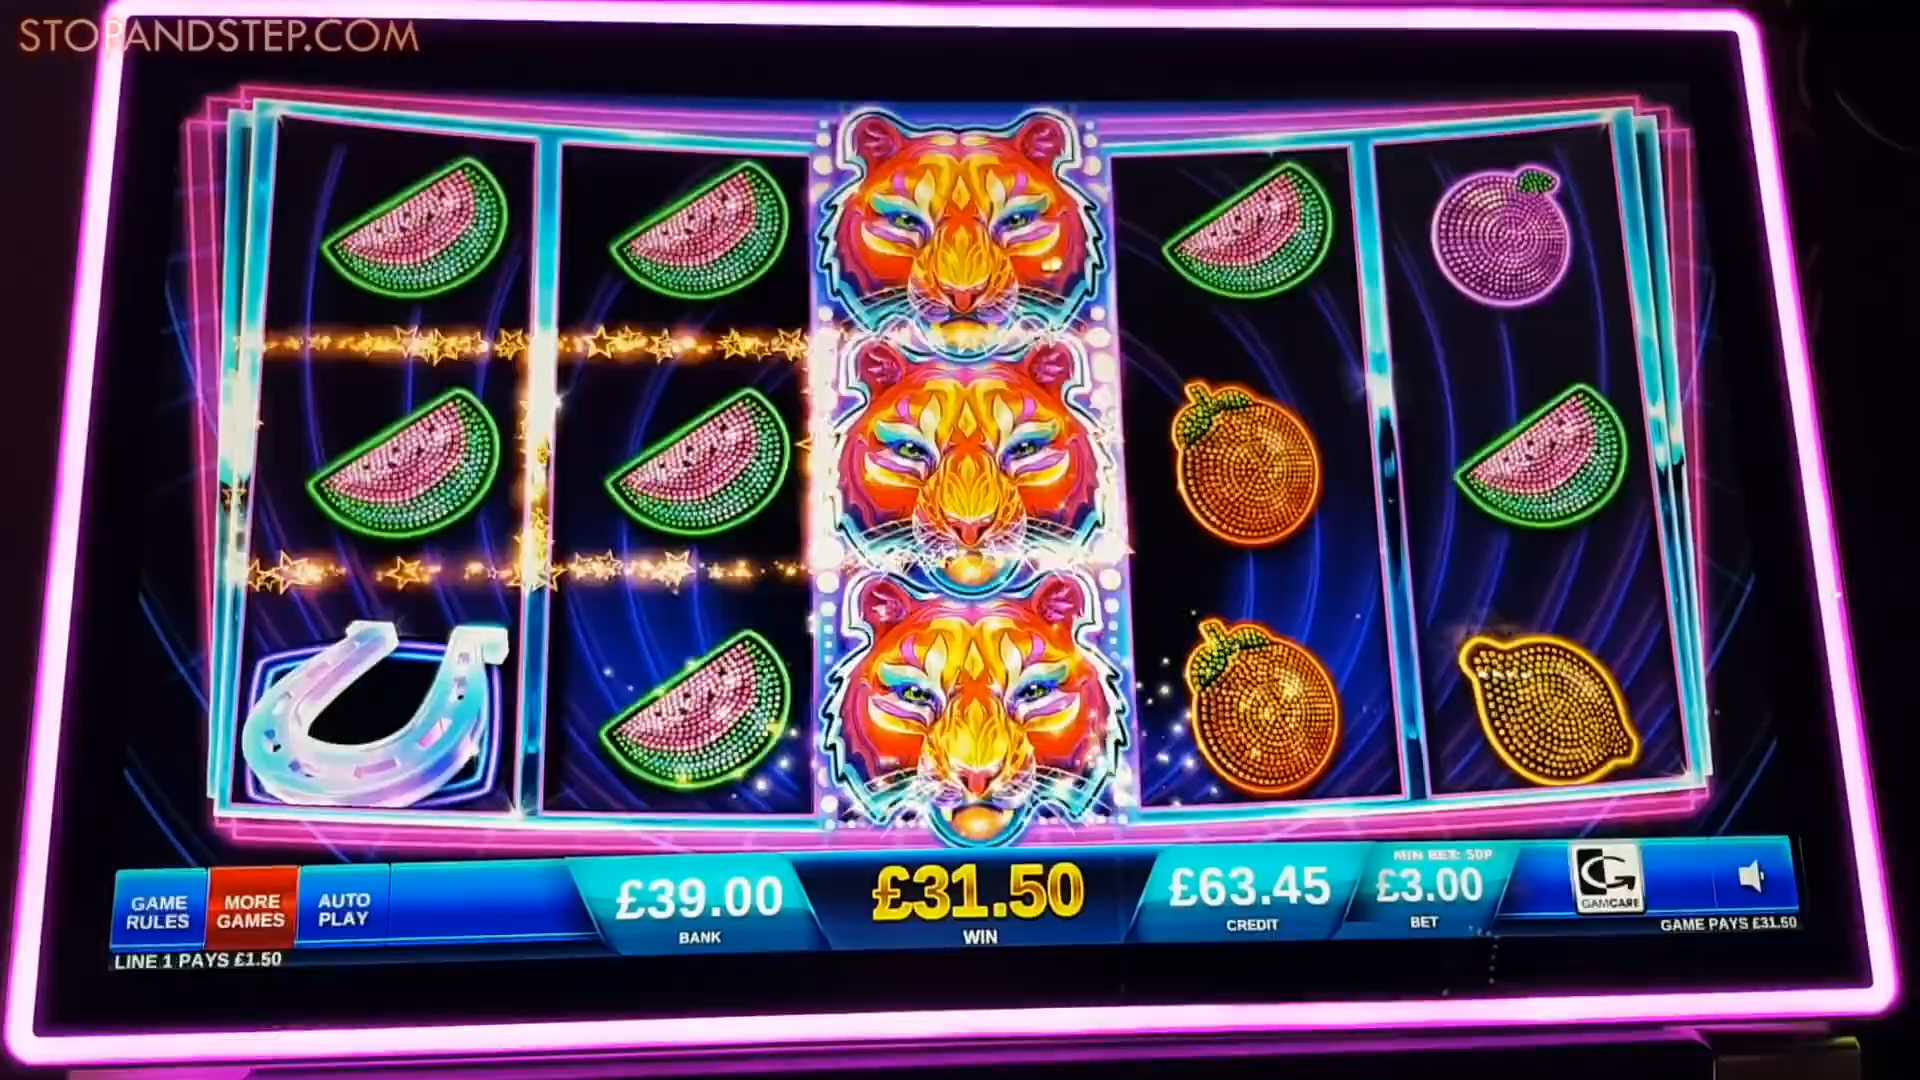 STOPANDSTEP.COM
GAME RULES
MORE GAMES
AUTO PLAY
£39.00
BANK
£31.50
WIN
£63.45
CREDIT
MIN BET: 50P
£3.00
BET
GAMCARE
GAME PAYS £31.50
LINE 1 PAYS £1.50